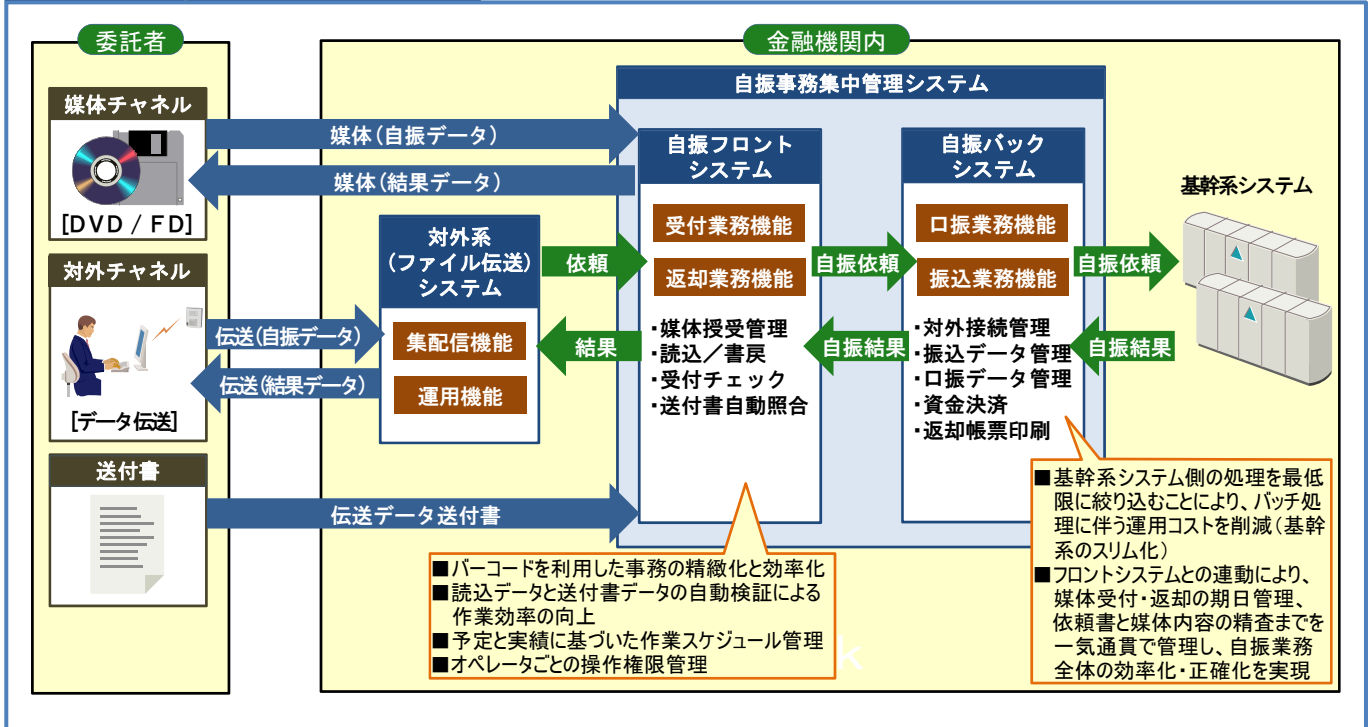 委託者
金融機関内
媒体チャネル
[DVD / FD]
対外チャネル
[データ伝送]
送付書
媒体(自振データ)
媒体(結果データ)
伝送(自振データ)
伝送(結果データ)
伝送データ送付書
対外系
(ファイル伝送)
システム
集配信機能
運用機能
依頼
結果
自振事務集中管理システム
自振フロント
システム
受付業務機能
返却業務機能
・媒体授受管理
・読込／書戻
・受付チェック
・送付書自動照合
自振依頼
自振結果
自振バック
システム
口振業務機能
振込業務機能
・対外接続管理
・振込データ管理
・口振データ管理
・資金決済
・返却帳票印刷
自振依頼
自振結果
基幹系システム
■バーコードを利用した事務の精緻化と効率化
■読込データと送付書データの自動検証による
作業効率の向上
■予定と実績に基づいた作業スケジュール管理
■オペレータごとの操作権限管理
k
■基幹系システム側の処理を最低
限に絞り込むことにより、バッチ処
理に伴う運用コストを削減(基幹
系のスリム化)
■フロントシステムとの連動により、
媒体受付・返却の期日管理、
依頼書と媒体内容の精査までを
一気通貫で管理し、自振業務
全体の効率化・正確化を実現